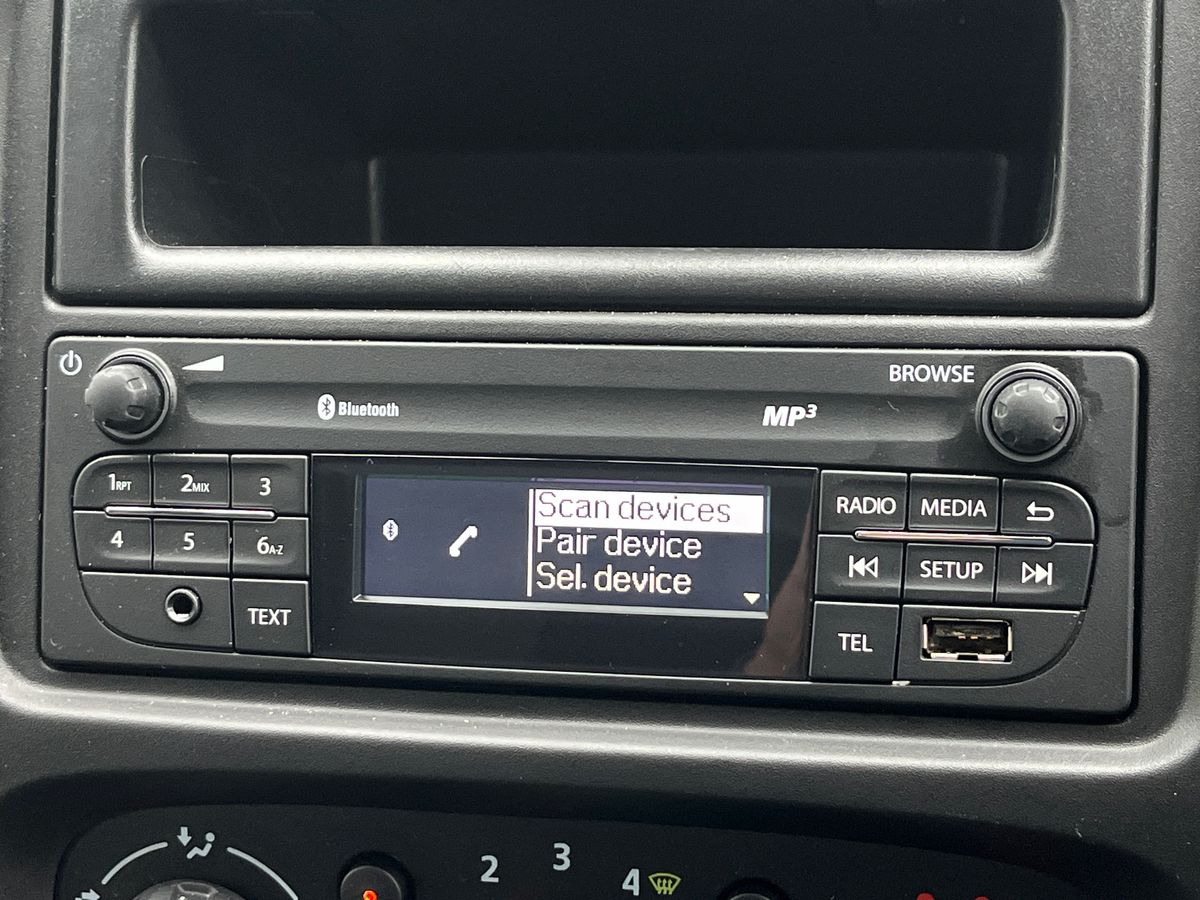 BROWSE
Bluetooth
MP3
1RPT
2MIX
3
4
5
6A-Z
TEXT
Scan devices
Pair device
Sel. device
RADIO
MEDIA
SETUP
TEL
2
3
4